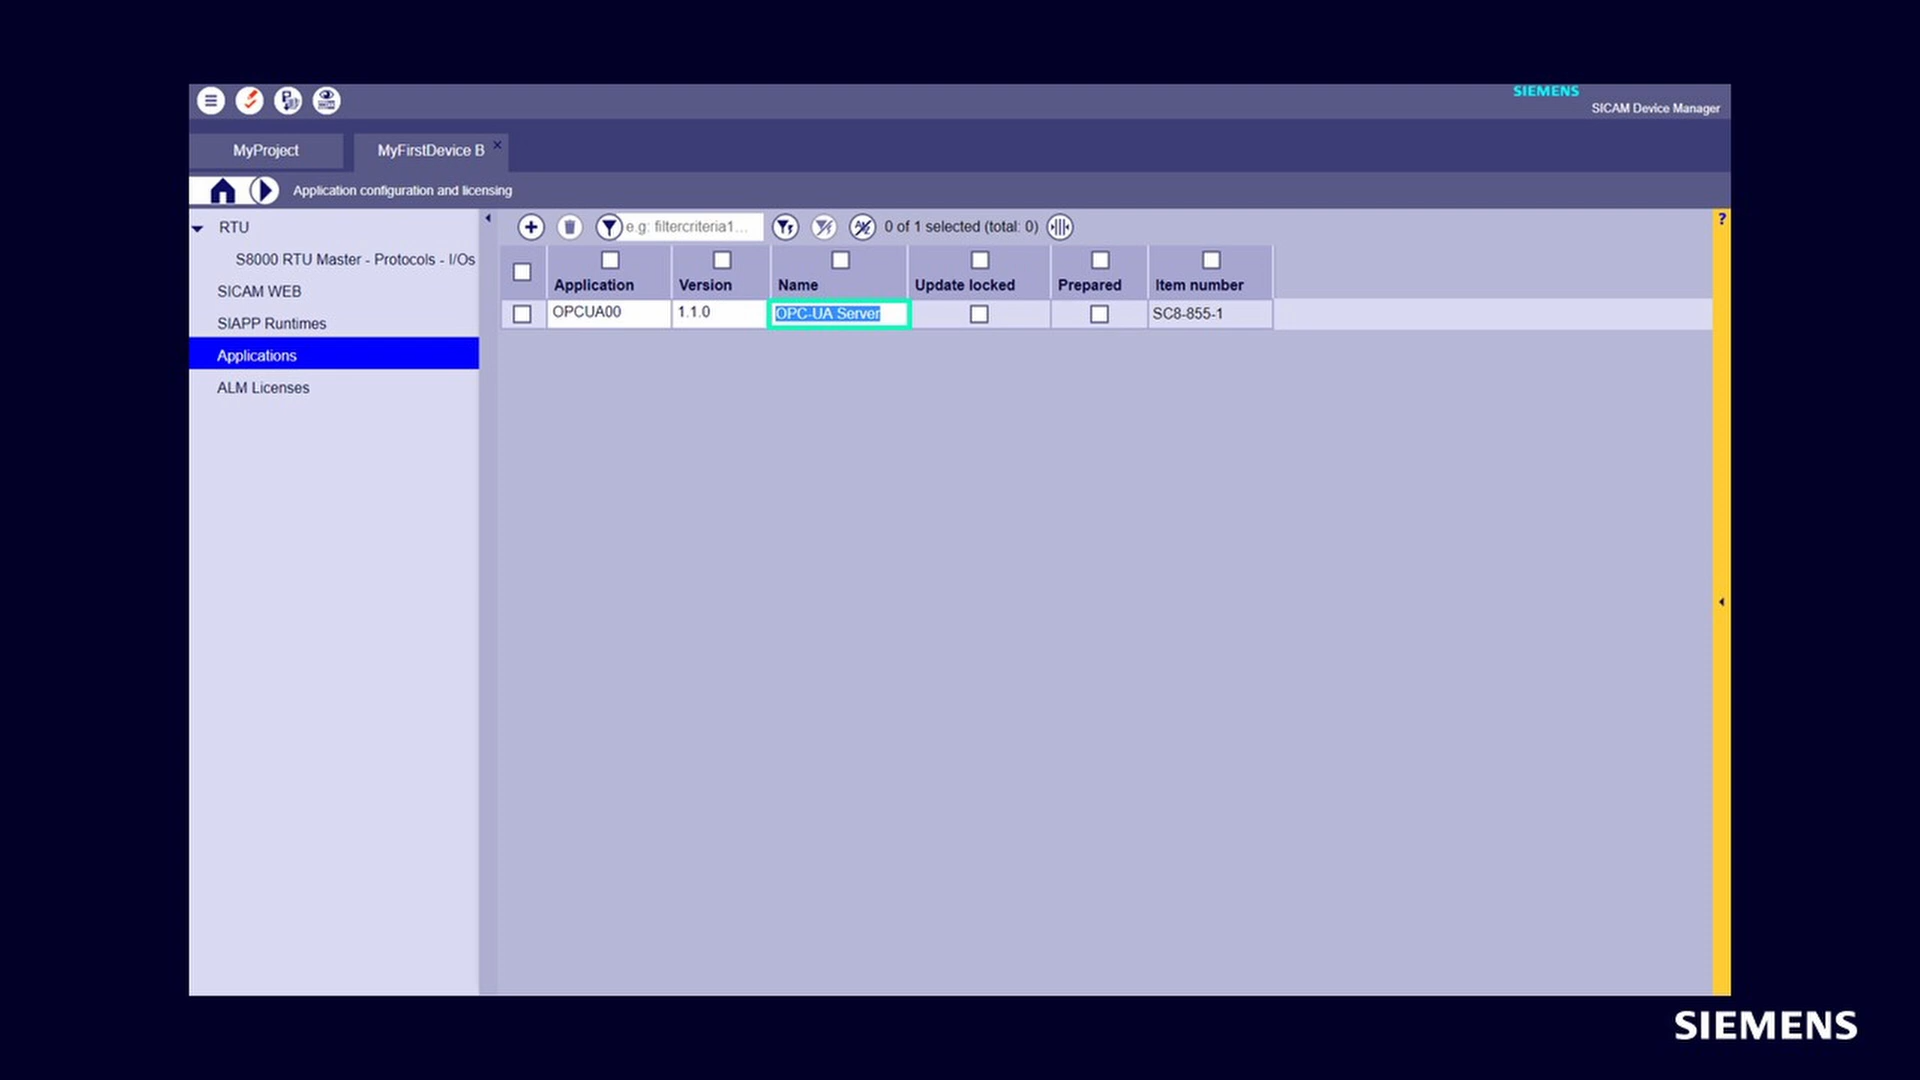 SIEMENS
SICAM Device Manager
MyProject
MyFirstDevice B ×
Application configuration and licensing
RTU
S8000 RTU Master - Protocols - I/Os
SICAM WEB
SIAPP Runtimes
Applications
ALM Licenses
e.g: filtercriteria1...
0 of 1 selected (total: 0)
?
Application Version Name Update locked Prepared Item number
OPCUA00 1.1.0 OPC-UA Server SC8-855-1
SIEMENS